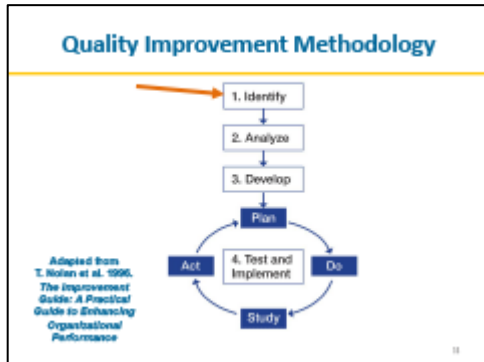 Quality Improvement Methodology
1. Identify
2. Analyze
3. Develop
Plan
Act
4. Test and
Implement
Do
Study
Adapted from
T. Nolan et al. 1996.
The Improvement
Guide: A Practical
Guide to Enhancing
Organizational
Performance